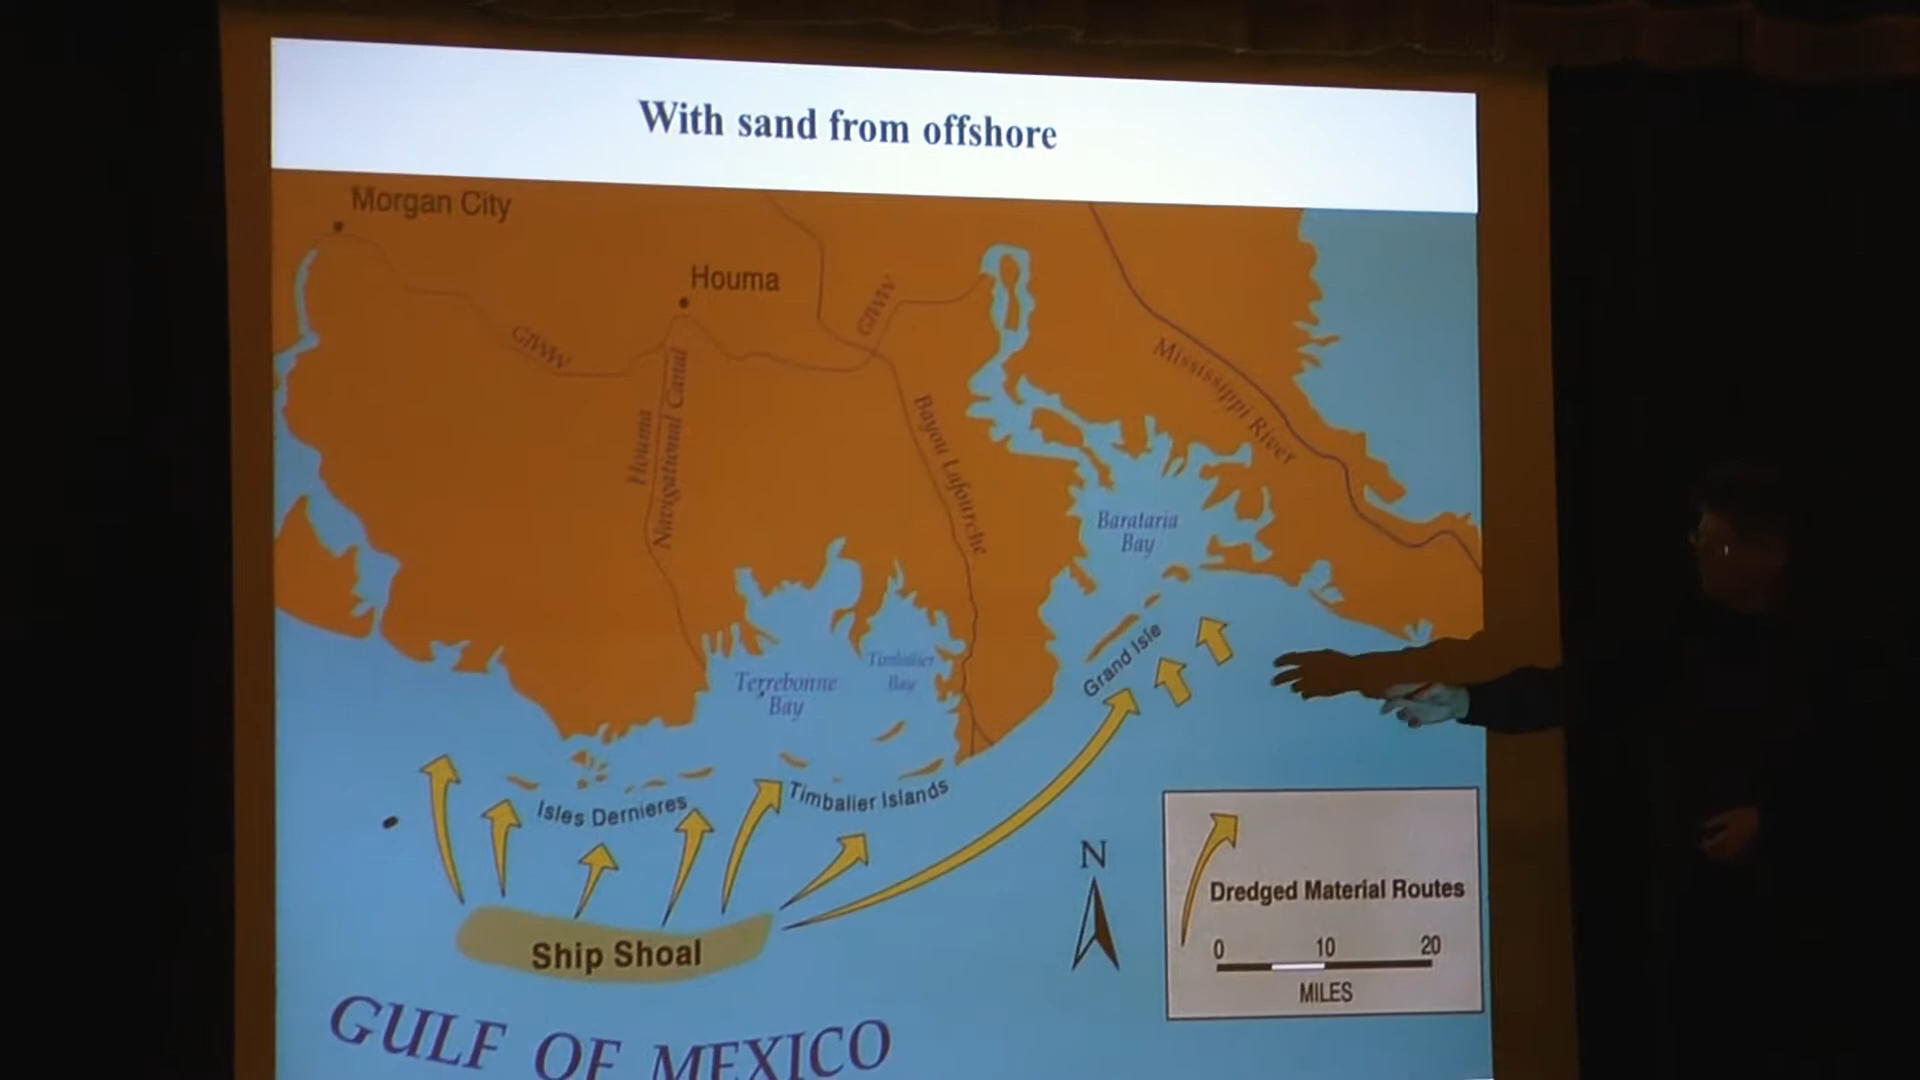 With sand from offshore
Morgan City
Houma
GIWW
GIWW
Houma
Navigational Canal
Bayou Lafourche
Mississippi River
Barataria
Bay
Terrebonne
Bay
Timbalier
Bay
Grand Isle
Isles Dernieres
Timbalier Islands
N
Ship Shoal
Dredged Material Routes
0 10 20
MILES
GULF OF MEXICO